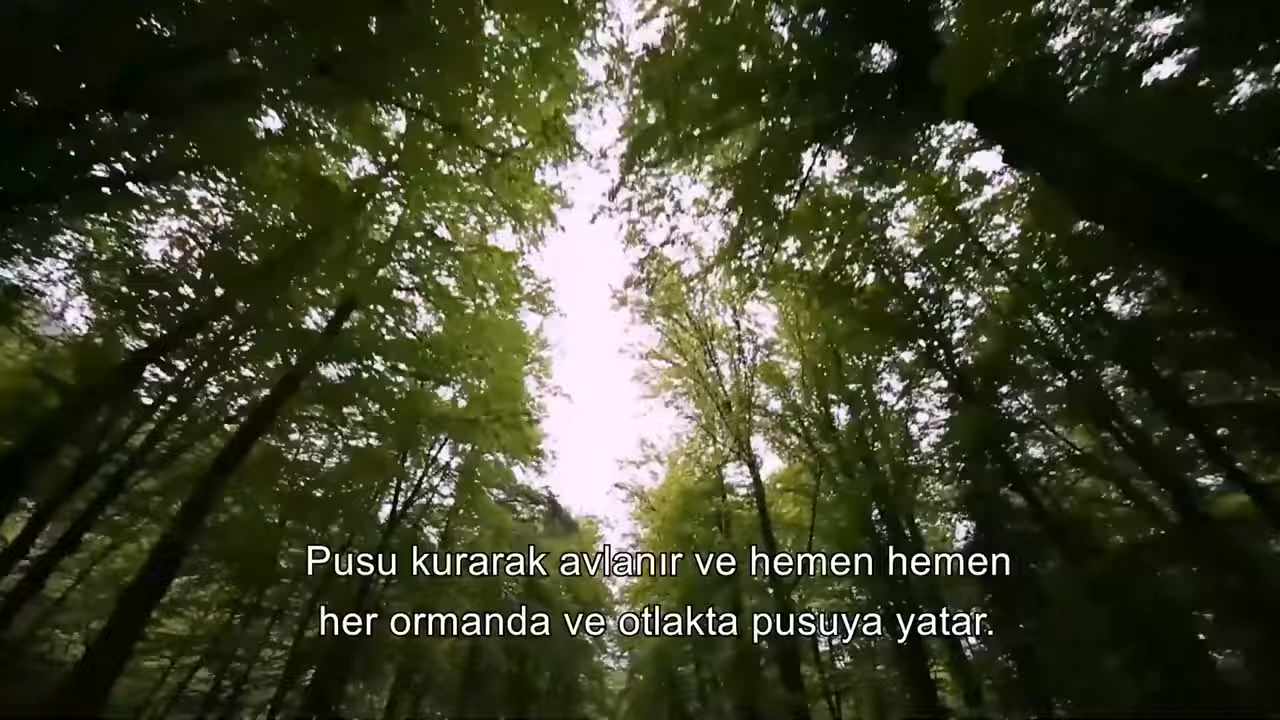 Pusu kurarak avlanır ve hemen hemen
her ormanda ve otlakta pusuya yatar.